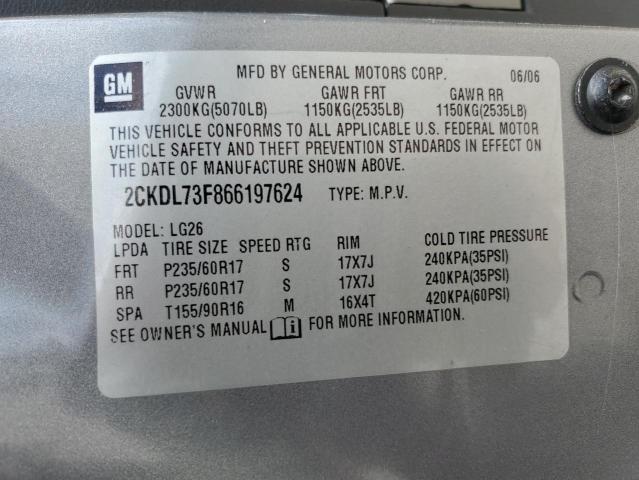 GM
MFD BY GENERAL MOTORS CORP. 06/06
GVWR GAWR FRT GAWR RR
2300KG(5070LB) 1150KG(2535LB) 1150KG(2535LB)
THIS VEHICLE CONFORMS TO ALL APPLICABLE U.S. FEDERAL MOTOR
VEHICLE SAFETY AND THEFT PREVENTION STANDARDS IN EFFECT ON
THE DATE OF MANUFACTURE SHOWN ABOVE.
2CKDL73F866197624 TYPE: M.P.V.
MODEL: LG26
LPDA TIRE SIZE SPEED RTG RIM COLD TIRE PRESSURE
FRT P235/60R17 S 17X7J 240KPA(35PSI)
RR P235/60R17 S 17X7J 240KPA(35PSI)
SPA T155/90R16 M 16X4T 420KPA(60PSI)
SEE OWNER'S MANUAL i FOR MORE INFORMATION.